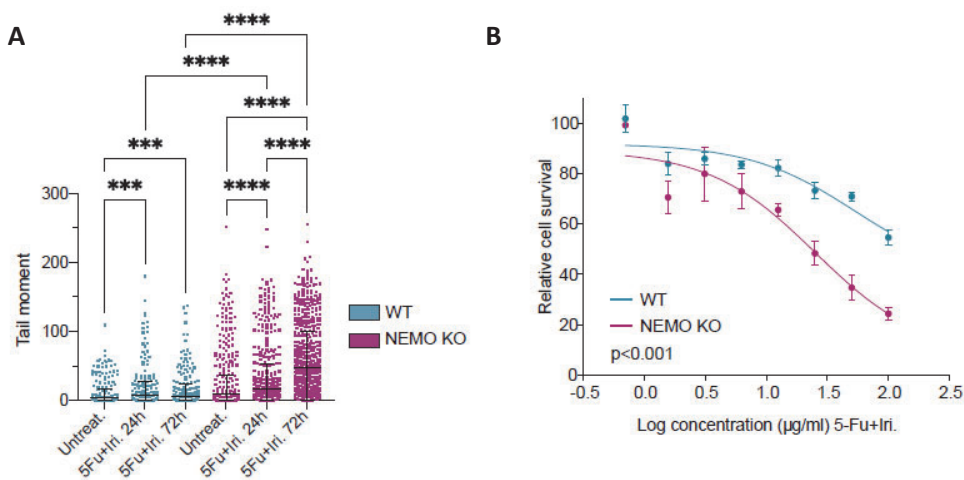 A
****
****
****
***
****
***
****
300
200
100
0
Tail moment
Untreat.
5Fu+Iri. 24h
5Fu+Iri. 72h
Untreat.
5Fu+Iri. 24h
5Fu+Iri. 72h
WT
NEMO KO
B
100
80
60
40
20
0
Relative cell survival
WT
NEMO KO
p<0.001
-0.5
0.0
0.5
1.0
1.5
2.0
2.5
Log concentration (µg/ml) 5-Fu+Iri.